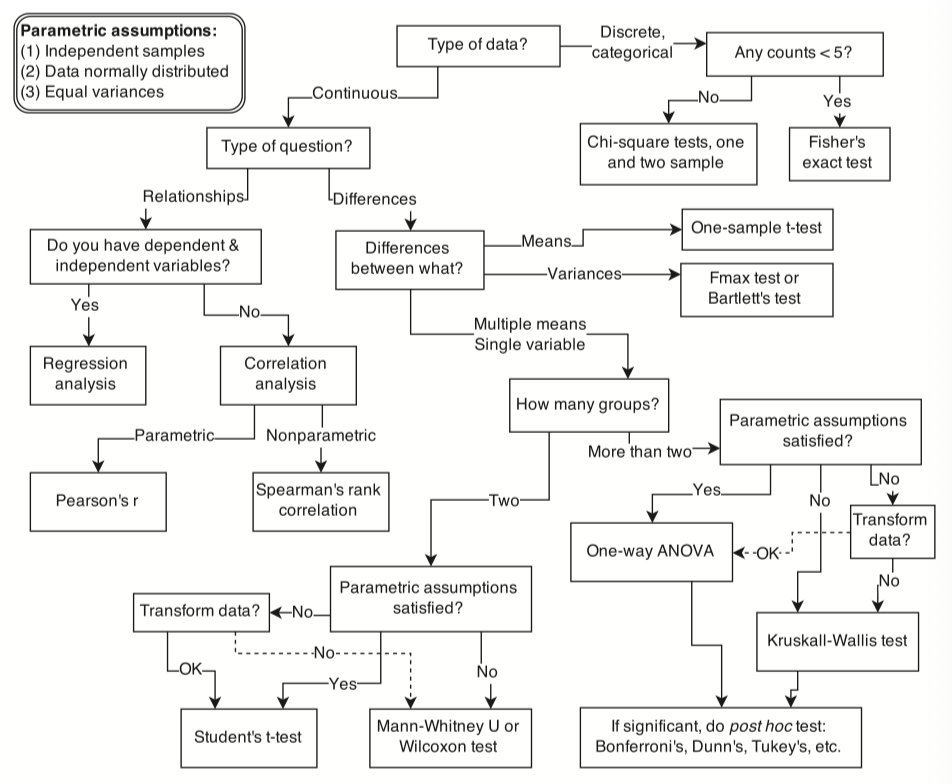 Parametric assumptions:
(1) Independent samples
(2) Data normally distributed
(3) Equal variances
Type of data?
Discrete,
categorical
Any counts < 5?
Continuous
No
Yes
Type of question?
Chi-square tests, one
and two sample
Fisher's
exact test
Relationships
Differences
Do you have dependent &
independent variables?
Differences
between what?
Means
One-sample t-test
Variances
Fmax test or
Bartlett's test
Yes
No
Multiple means
Single variable
Regression
analysis
Correlation
analysis
How many groups?
Parametric
Nonparametric
More than two
Parametric assumptions
satisfied?
Pearson's r
Spearman's rank
correlation
Two
Yes
No
No
Transform
data?
One-way ANOVA
OK
No
Parametric assumptions
satisfied?
Transform data?
No
Kruskall-Wallis test
OK
No
Yes
No
Student's t-test
Mann-Whitney U or
Wilcoxon test
If significant, do post hoc test:
Bonferroni's, Dunn's, Tukey's, etc.